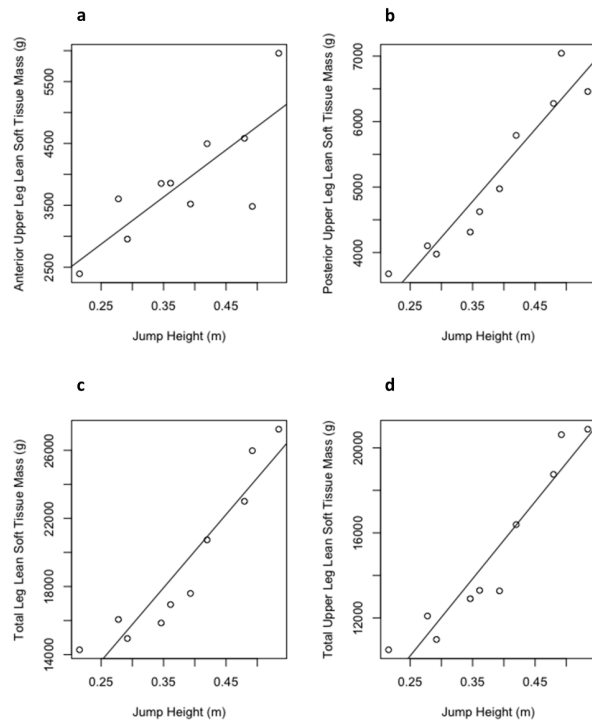 a
Anterior Upper Leg Lean Soft Tissue Mass (g)
5500
4500
3500
2500
0.25 0.35 0.45
Jump Height (m)
b
Posterior Upper Leg Lean Soft Tissue Mass (g)
7000
6000
5000
4000
0.25 0.35 0.45
Jump Height (m)
c
Total Leg Lean Soft Tissue Mass (g)
26000
22000
18000
14000
0.25 0.35 0.45
Jump Height (m)
d
Total Upper Leg Lean Soft Tissue Mass (g)
20000
16000
12000
0.25 0.35 0.45
Jump Height (m)